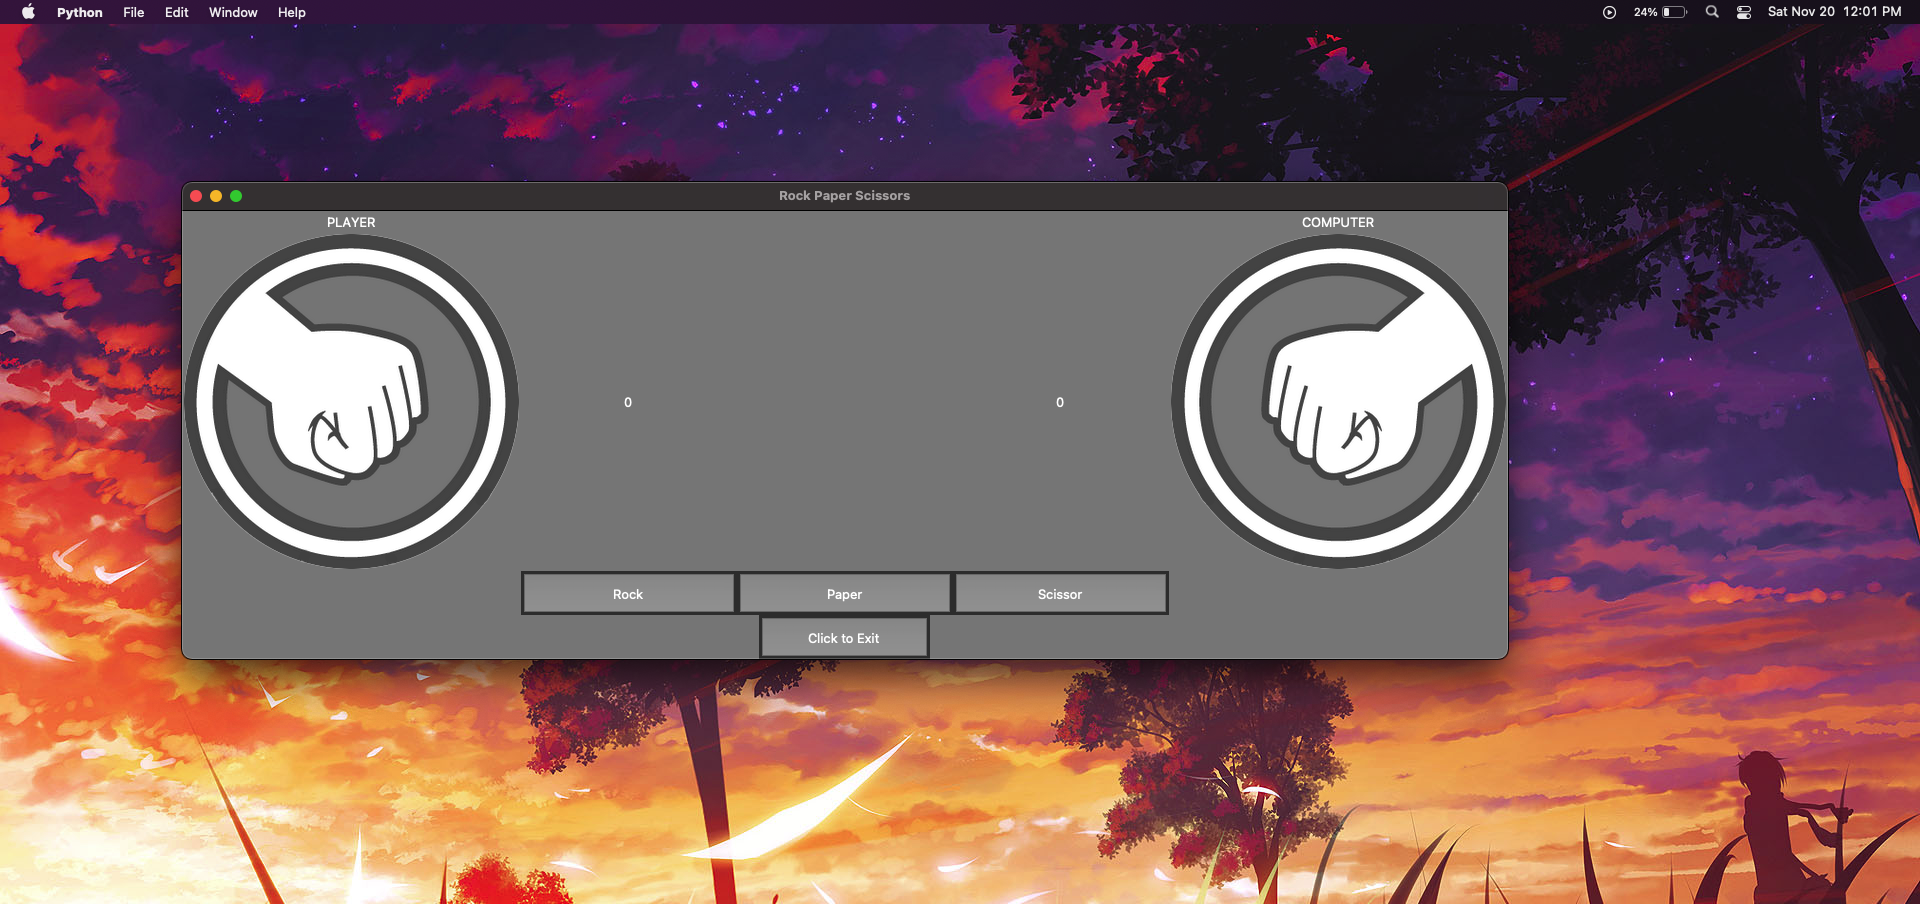 Python File Edit Window Help 24% Sat Nov 20 12:01 PM
Rock Paper Scissors
PLAYER COMPUTER
0 0
Rock Paper Scissor
Click to Exit